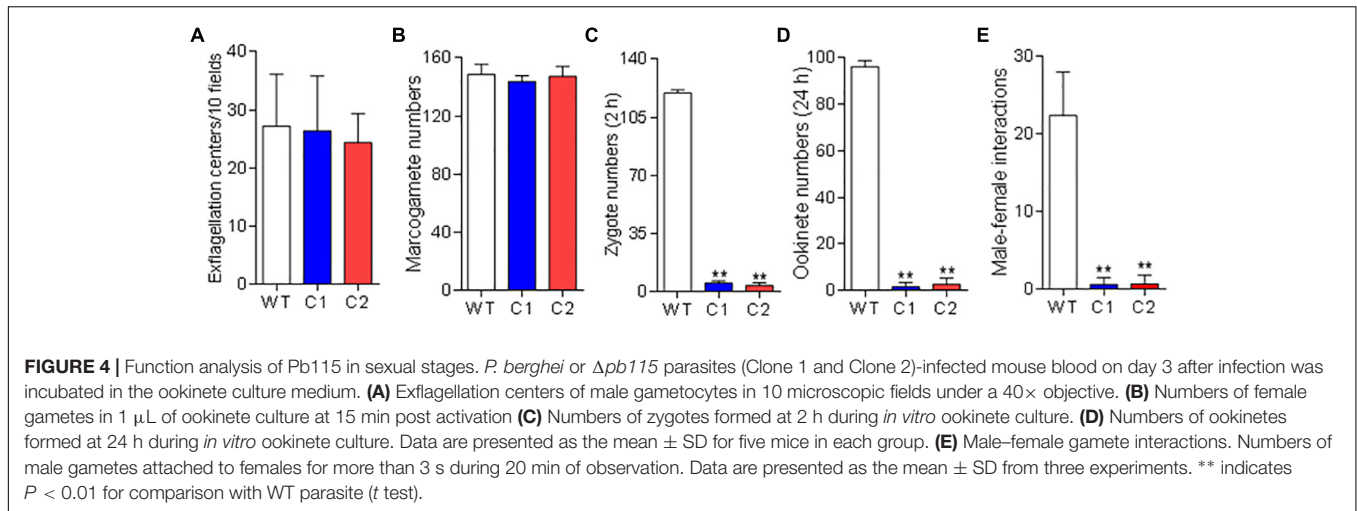 A
Exflagellation centers/10 fields
40
30
20
10
0
WT C1 C2
B
Marcogamete numbers
160
120
80
40
0
WT C1 C2
C
Zygote numbers (2 h)
140
105
70
35
0
** **
WT C1 C2
D
Ookinete numbers (24 h)
100
80
60
40
20
0
** **
WT C1 C2
E
Male-female interactions
30
20
10
0
** **
WT C1 C2
FIGURE 4 | Function analysis of Pb115 in sexual stages. P. berghei or Δpb115 parasites (Clone 1 and Clone 2)-infected mouse blood on day 3 after infection was
incubated in the ookinete culture medium. (A) Exflagellation centers of male gametocytes in 10 microscopic fields under a 40× objective. (B) Numbers of female
gametes in 1 μL of ookinete culture at 15 min post activation (C) Numbers of zygotes formed at 2 h during in vitro ookinete culture. (D) Numbers of ookinetes
formed at 24 h during in vitro ookinete culture. Data are presented as the mean ± SD for five mice in each group. (E) Male–female gamete interactions. Numbers of
male gametes attached to females for more than 3 s during 20 min of observation. Data are presented as the mean ± SD from three experiments. ** indicates
P < 0.01 for comparison with WT parasite (t test).